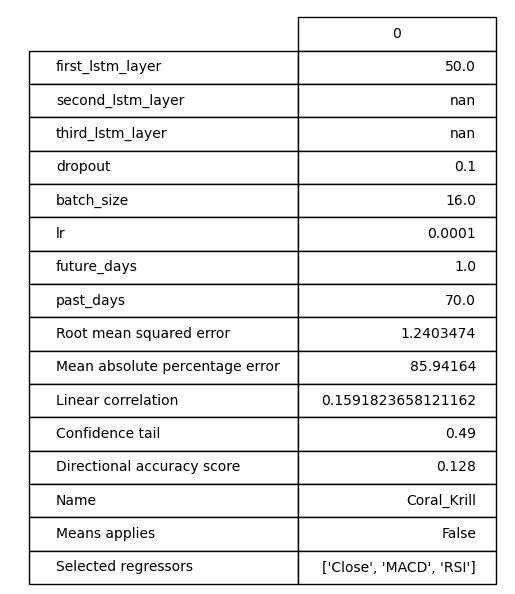 0
first_lstm_layer 50.0
second_lstm_layer nan
third_lstm_layer nan
dropout 0.1
batch_size 16.0
lr 0.0001
future_days 1.0
past_days 70.0
Root mean squared error 1.2403474
Mean absolute percentage error 85.94164
Linear correlation 0.1591823658121162
Confidence tail 0.49
Directional accuracy score 0.128
Name Coral_Krill
Means applies False
Selected regressors ['Close', 'MACD', 'RSI']